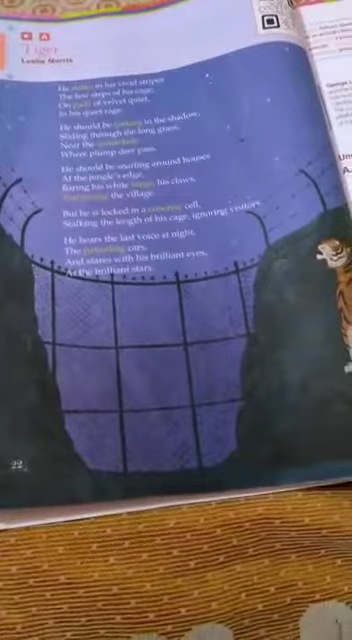 Tiger
Leslie Norris
He stalks in his vivid stripes
The few steps of his cage,
On pads of velvet quiet,
In his quiet rage.
He should be lurking in shadow,
Sliding through the long grass,
Near the water hole
Where plump deer pass.
He should be snarling around houses
At the jungle's edge,
Baring his white fangs, his claws,
Terrorising the village.
But he is locked in a concrete cell,
Stalking the length of his cage, ignoring visitors.
He hears the last voice at night,
The patrolling cars,
And stares with his brilliant eyes,
At the brilliant stars.
22